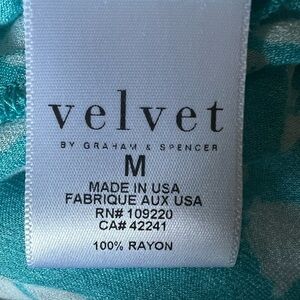 velvet
BY GRAHAM & SPENCER
M
MADE IN USA
FABRIQUE AUX USA
RN# 109220
CA# 42241
100% RAYON